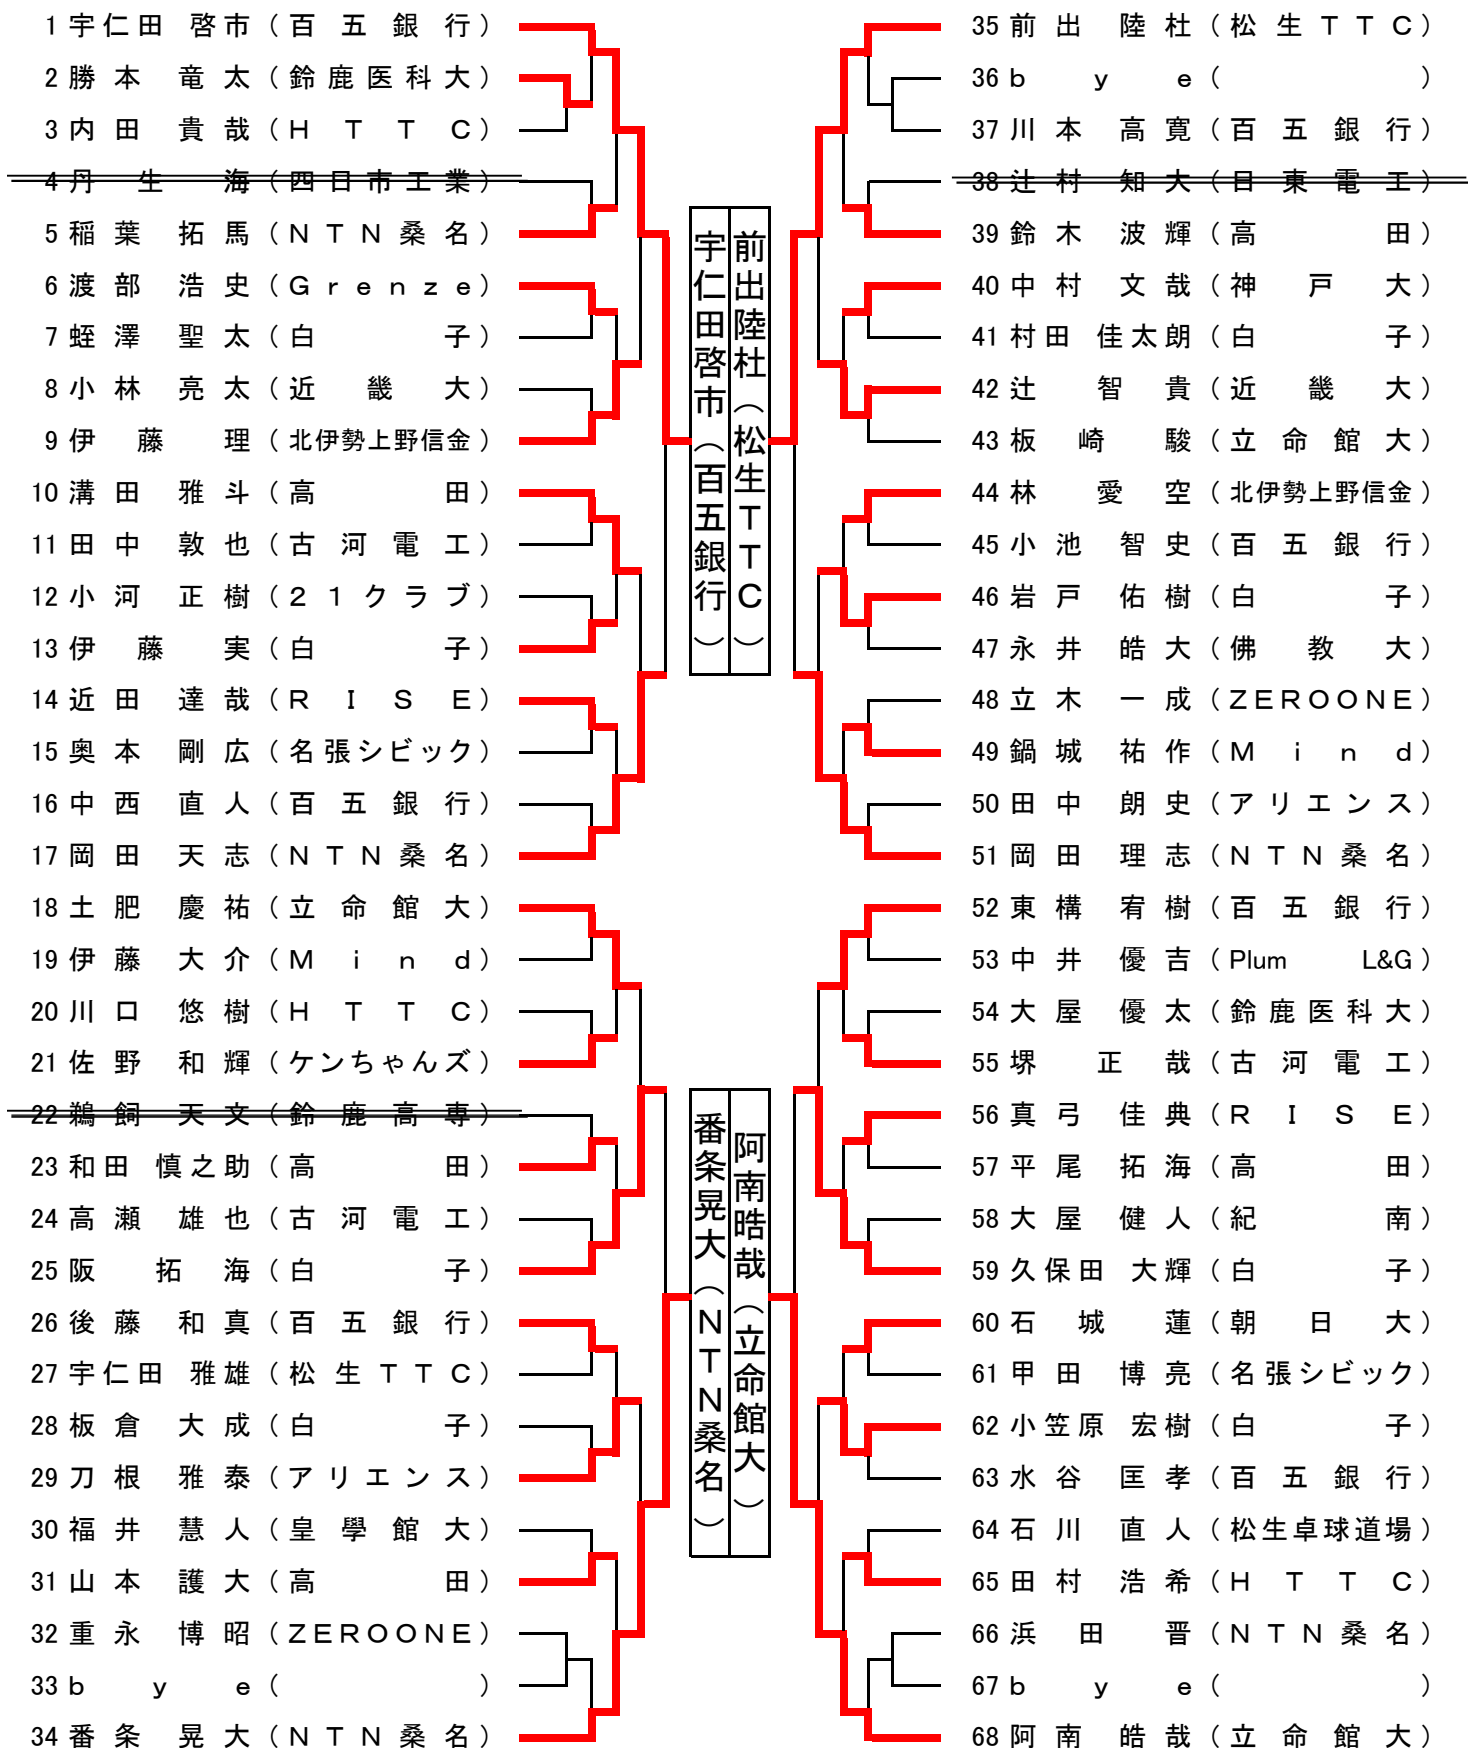 1 宇仁田 啓市 (百五銀行)
2 勝本 竜太 (鈴鹿医科大)
3 内田 貴哉 (HTTC)
4 丹生 海 (四日市工業)
5 稲葉 拓馬 (NTN桑名)
6 渡部 浩史 (Grenze)
7 蛭澤 聖太 (白子)
8 小林 亮太 (近畿大)
9 伊藤 理 (北伊勢上野信金)
10 溝田 雅斗 (高田)
11 田中 敦也 (古河電工)
12 小河 正樹 (21クラブ)
13 伊藤 実 (白子)
14 近田 達哉 (RISE)
15 奥本 剛広 (名張シビック)
16 中西 直人 (百五銀行)
17 岡田 天志 (NTN桑名)
18 土肥 慶祐 (立命館大)
19 伊藤 大介 (Mind)
20 川口 悠樹 (HTTC)
21 佐野 和輝 (ケンちゃんズ)
22 鵜飼 天文 (鈴鹿高専)
23 和田 慎之助 (高田)
24 高瀬 雄也 (古河電工)
25 阪 拓海 (白子)
26 後藤 和真 (百五銀行)
27 宇仁田 雅雄 (松生TTC)
28 板倉 大成 (白子)
29 刀根 雅泰 (アリエンス)
30 福井 慧人 (皇學館大)
31 山本 護大 (高田)
32 重永 博昭 (ZEROONE)
33 bye ( )
34 番条 晃大 (NTN桑名)
宇仁田啓市(百五銀行)
前出陸杜(松生TTC)
番条晃大(NTN桑名)
阿南晧哉(立命館大)
35 前出 陸杜 (松生TTC)
36 bye ( )
37 川本 高寛 (百五銀行)
38 辻村 知大 (日東電工)
39 鈴木 波輝 (高田)
40 中村 文哉 (神戸大)
41 村田 佳太朗 (白子)
42 辻 智貴 (近畿大)
43 板崎 駿 (立命館大)
44 林 愛空 (北伊勢上野信金)
45 小池 智史 (百五銀行)
46 岩戸 佑樹 (白子)
47 永井 皓大 (佛教大)
48 立木 一成 (ZEROONE)
49 鍋城 祐作 (Mind)
50 田中 朗史 (アリエンス)
51 岡田 理志 (NTN桑名)
52 東構 宥樹 (百五銀行)
53 中井 優吉 (Plum L&G)
54 大屋 優太 (鈴鹿医科大)
55 堺 正哉 (古河電工)
56 真弓 佳典 (RISE)
57 平尾 拓海 (高田)
58 大屋 健人 (紀南)
59 久保田 大輝 (白子)
60 石城 蓮 (朝日大)
61 甲田 博亮 (名張シビック)
62 小笠原 宏樹 (白子)
63 水谷 匡孝 (百五銀行)
64 石川 直人 (松生卓球道場)
65 田村 浩希 (HTTC)
66 浜田 晋 (NTN桑名)
67 bye ( )
68 阿南 皓哉 (立命館大)